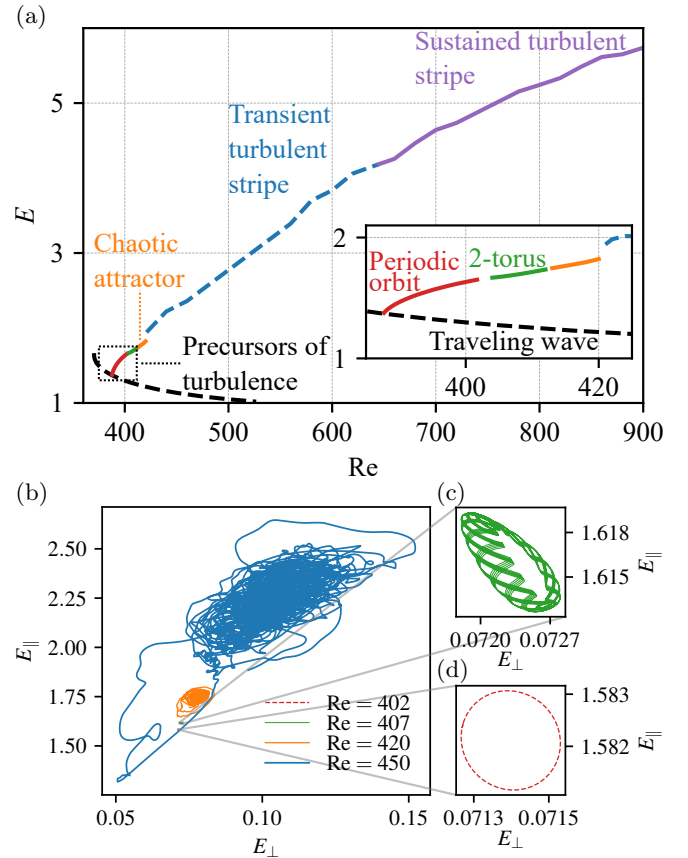 (a)
Sustained turbulent
stripe
Transient
turbulent
stripe
Chaotic
attractor
Precursors of
turbulence
E
5
3
1
400
500
600
700
800
900
Re
2
1
Periodic
orbit
2-torus
Traveling wave
400
420
(b)
E∥
2.50
2.25
2.00
1.75
1.50
0.05
0.10
0.15
E⊥
Re = 402
Re = 407
Re = 420
Re = 450
(c)
1.618
1.615
E∥
0.0720
0.0727
E⊥
(d)
1.583
1.582
E∥
0.0713
0.0715
E⊥